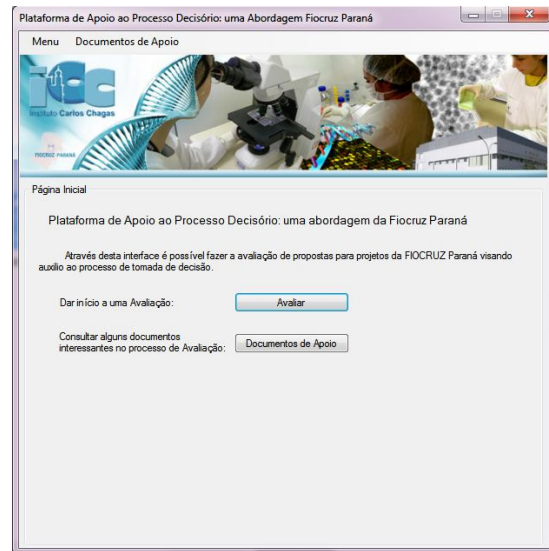 Plataforma de Apoio ao Processo Decisório: uma Abordagem Fiocruz Paraná
Menu Documentos de Apoio
icc
Instituto Carlos Chagas
FIOCRUZ PARANÁ
Página Inicial
Plataforma de Apoio ao Processo Decisório: uma abordagem da Fiocruz Paraná
Através desta interface é possível fazer a avaliação de propostas para projetos da FIOCRUZ Paraná visando
auxílio ao processo de tomada de decisão.
Dar início a uma Avaliação: Avaliar
Consultar alguns documentos
interessantes no processo de Avaliação: Documentos de Apoio